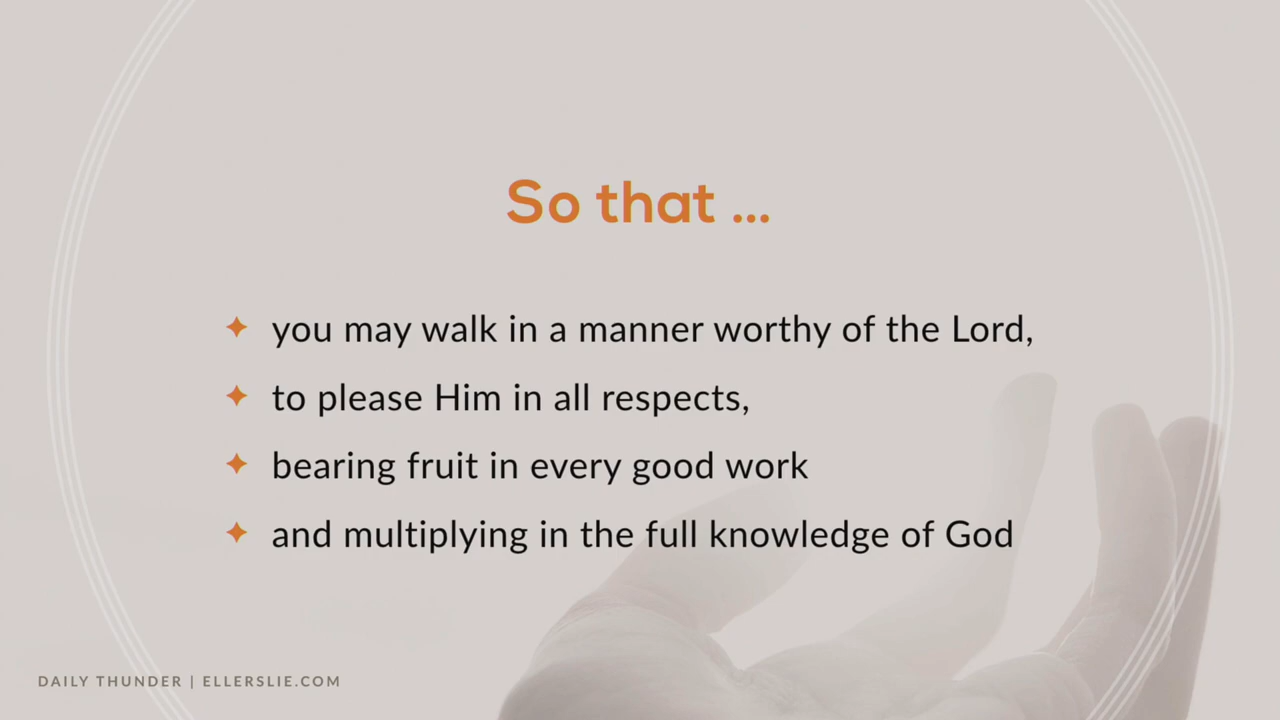 So that ...
you may walk in a manner worthy of the Lord,
to please Him in all respects,
bearing fruit in every good work
and multiplying in the full knowledge of God
DAILY THUNDER | ELLERSLIE.COM